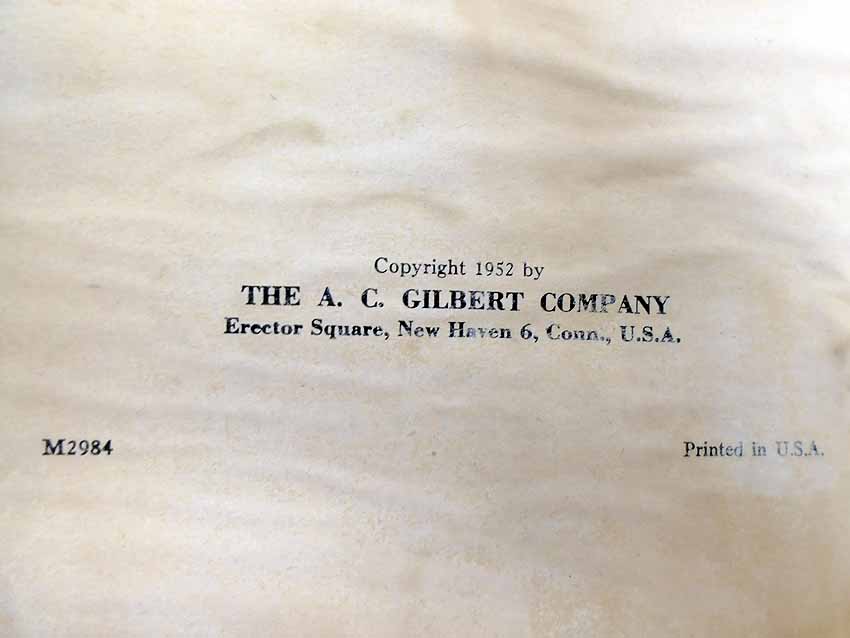 Copyright 1952 by
THE A. C. GILBERT COMPANY
Erector Square, New Haven 6, Conn., U.S.A.
M2984
Printed in U.S.A.